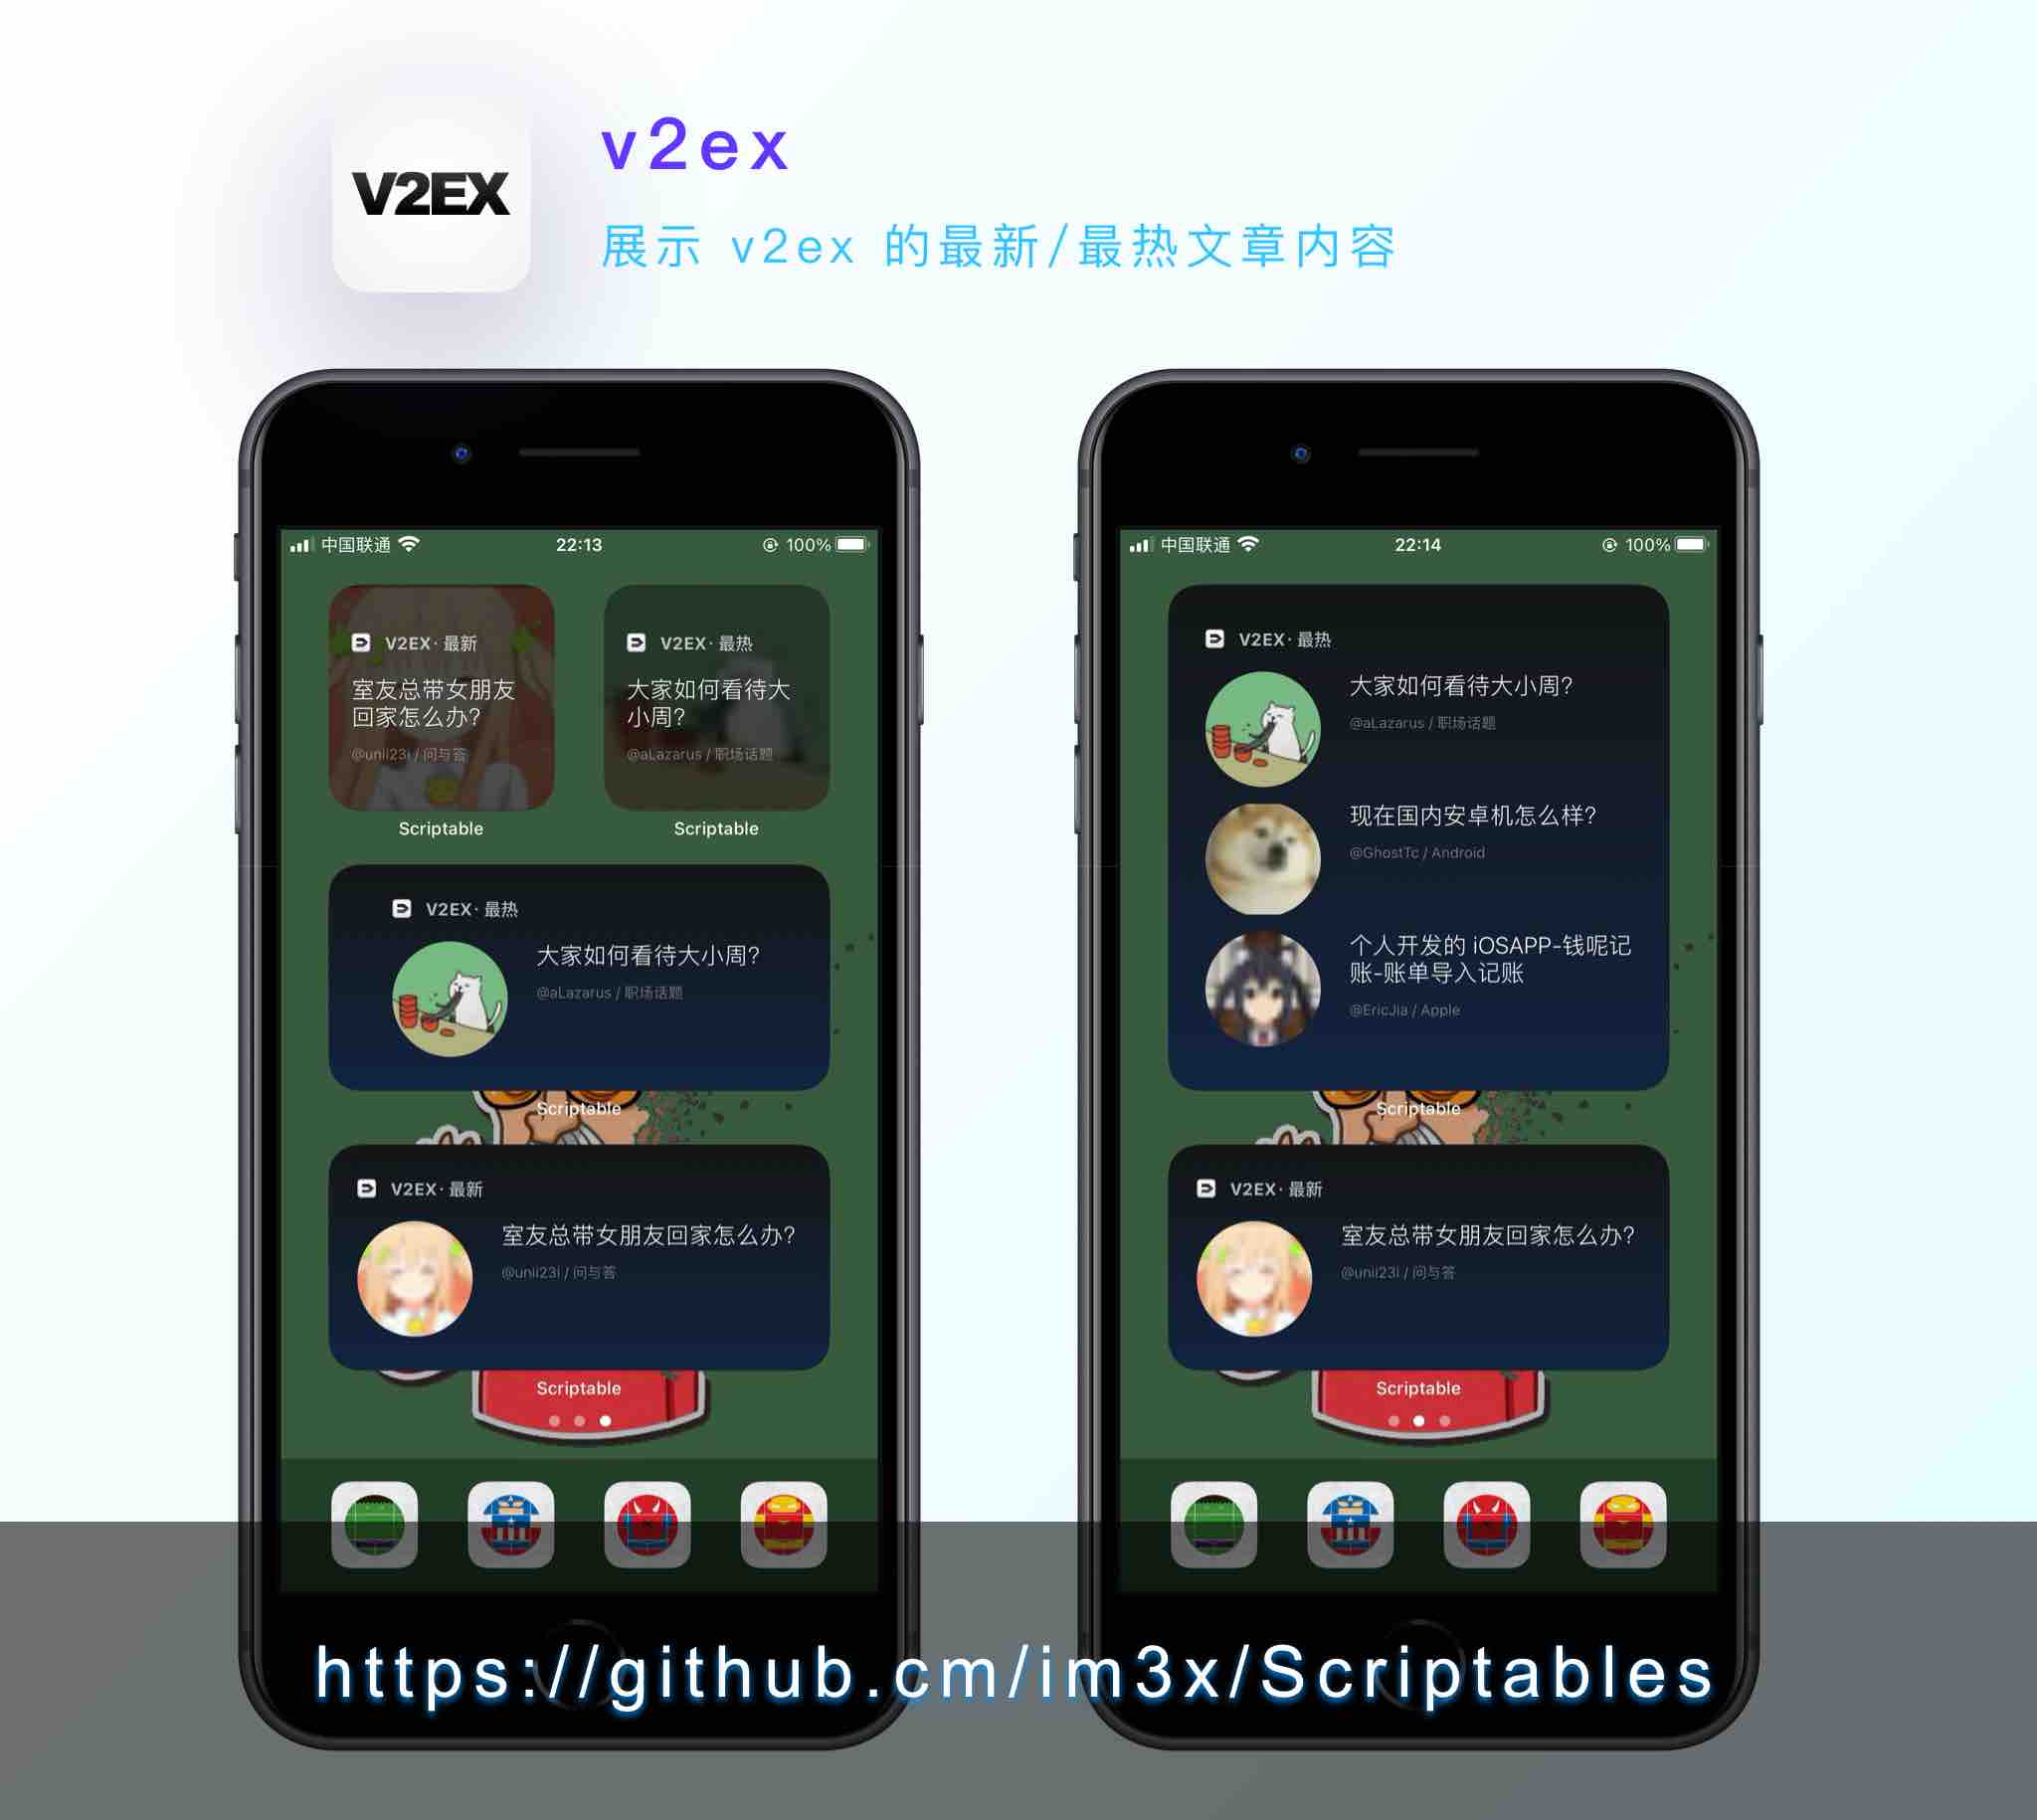 V2EX
v2ex
展示 v2ex 的最新/最热文章内容
中国联通
22:13
100%
V2EX · 最新
室友总带女朋友
回家怎么办?
@unii23i / 问与答
Scriptable
V2EX · 最热
大家如何看待大
小周?
@aLazarus / 职场话题
Scriptable
V2EX · 最热
大家如何看待大小周?
@aLazarus / 职场话题
Scriptable
V2EX · 最新
室友总带女朋友回家怎么办?
@unii23i / 问与答
Scriptable
中国联通
22:14
100%
V2EX · 最热
大家如何看待大小周?
@aLazarus / 职场话题
现在国内安卓机怎么样?
@GhostTc / Android
个人开发的 iOSAPP-钱呢记
账-账单导入记账
@EricJia / Apple
Scriptable
V2EX · 最新
室友总带女朋友回家怎么办?
@unii23i / 问与答
Scriptable
https://github.cm/im3x/Scriptables